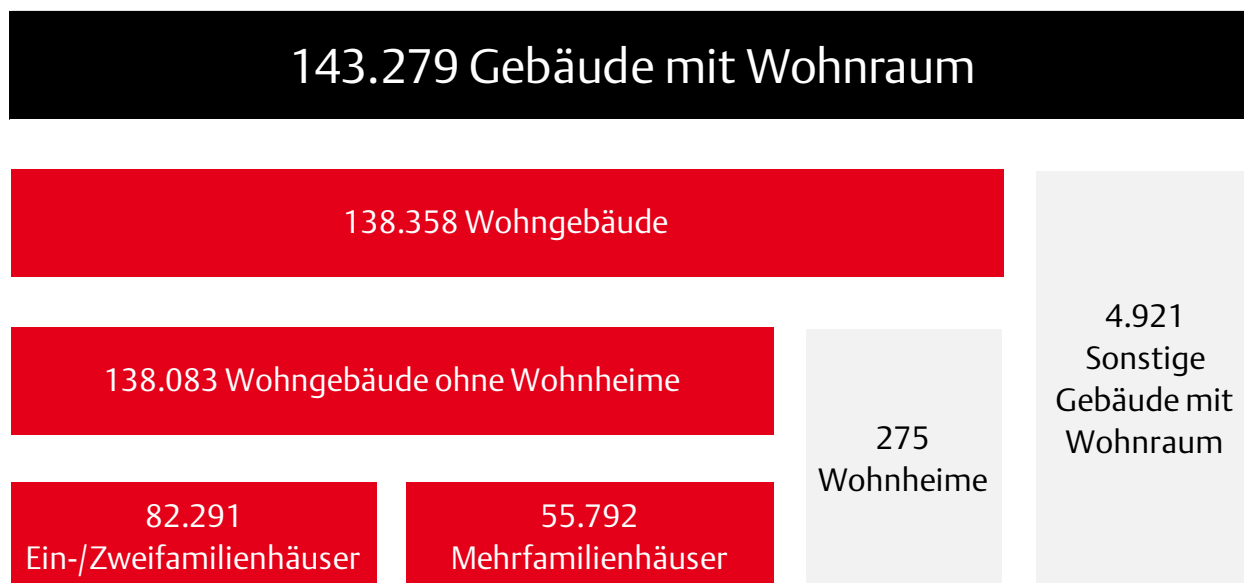 143.279 Gebäude mit Wohnraum
138.358 Wohngebäude
4.921
Sonstige
Gebäude mit
Wohnraum
138.083 Wohngebäude ohne Wohnheime
275
Wohnheime
82.291
Ein-/Zweifamilienhäuser
55.792
Mehrfamilienhäuser